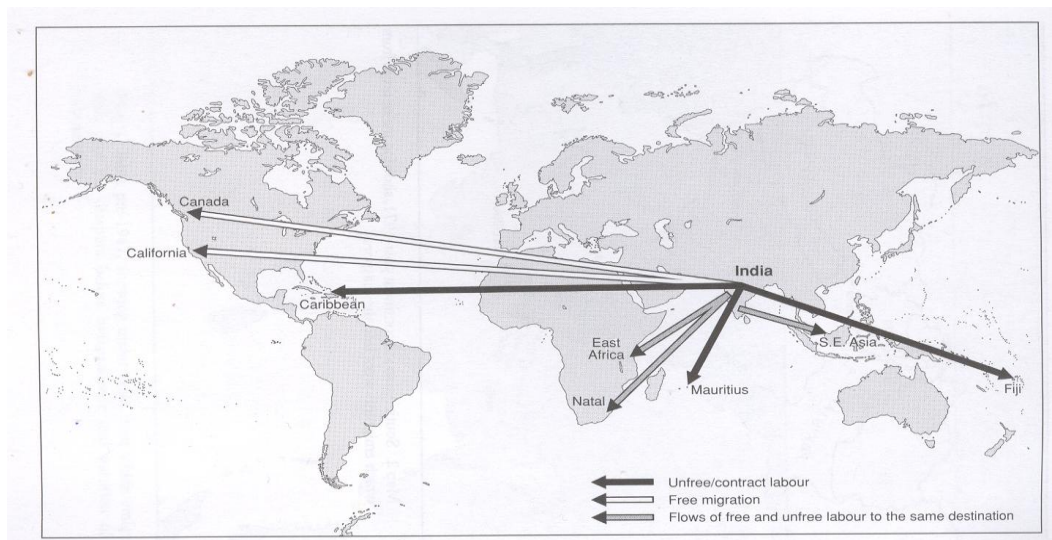 Canada
California
India
Caribbean
East
Africa
S.E. Asia
Mauritius
Fiji
Natal
Unfree/contract labour
Free migration
Flows of free and unfree labour to the same destination